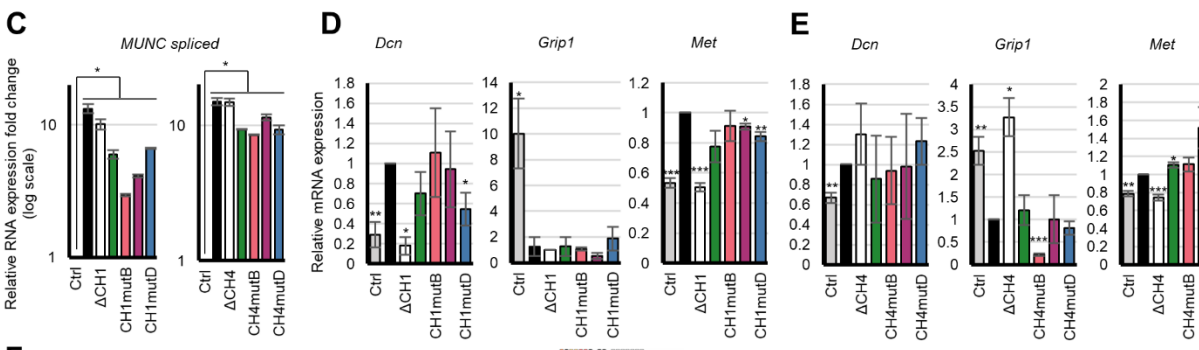 C
MUNC spliced
Relative RNA expression fold change
(log scale)
*
10
1
Ctrl
ΔCH1
CH1mutB
CH1mutD
*
10
1
Ctrl
ΔCH4
CH4mutB
CH4mutD
D
Relative mRNA expression
Dcn
1.8
1.6
1.4
1.2
1
0.8
0.6
0.4
0.2
0
**
*
*
Ctrl
ΔCH1
CH1mutB
CH1mutD
Grip1
14
12
10
8
6
4
2
0
*
Ctrl
ΔCH1
CH1mutB
CH1mutD
Met
1.2
1
0.8
0.6
0.4
0.2
0
***
***
*
**
Ctrl
ΔCH1
CH1mutB
CH1mutD
E
Dcn
1.8
1.6
1.4
1.2
1
0.8
0.6
0.4
0.2
0
**
Ctrl
ΔCH4
CH4mutB
CH4mutD
Grip1
4
3.5
3
2.5
2
1.5
1
0.5
0
**
*
***
Ctrl
ΔCH4
CH4mutB
CH4mutD
Met
2
1.8
1.6
1.4
1.2
1
0.8
0.6
0.4
0.2
0
**
***
*
Ctrl
ΔCH4
CH4mutB